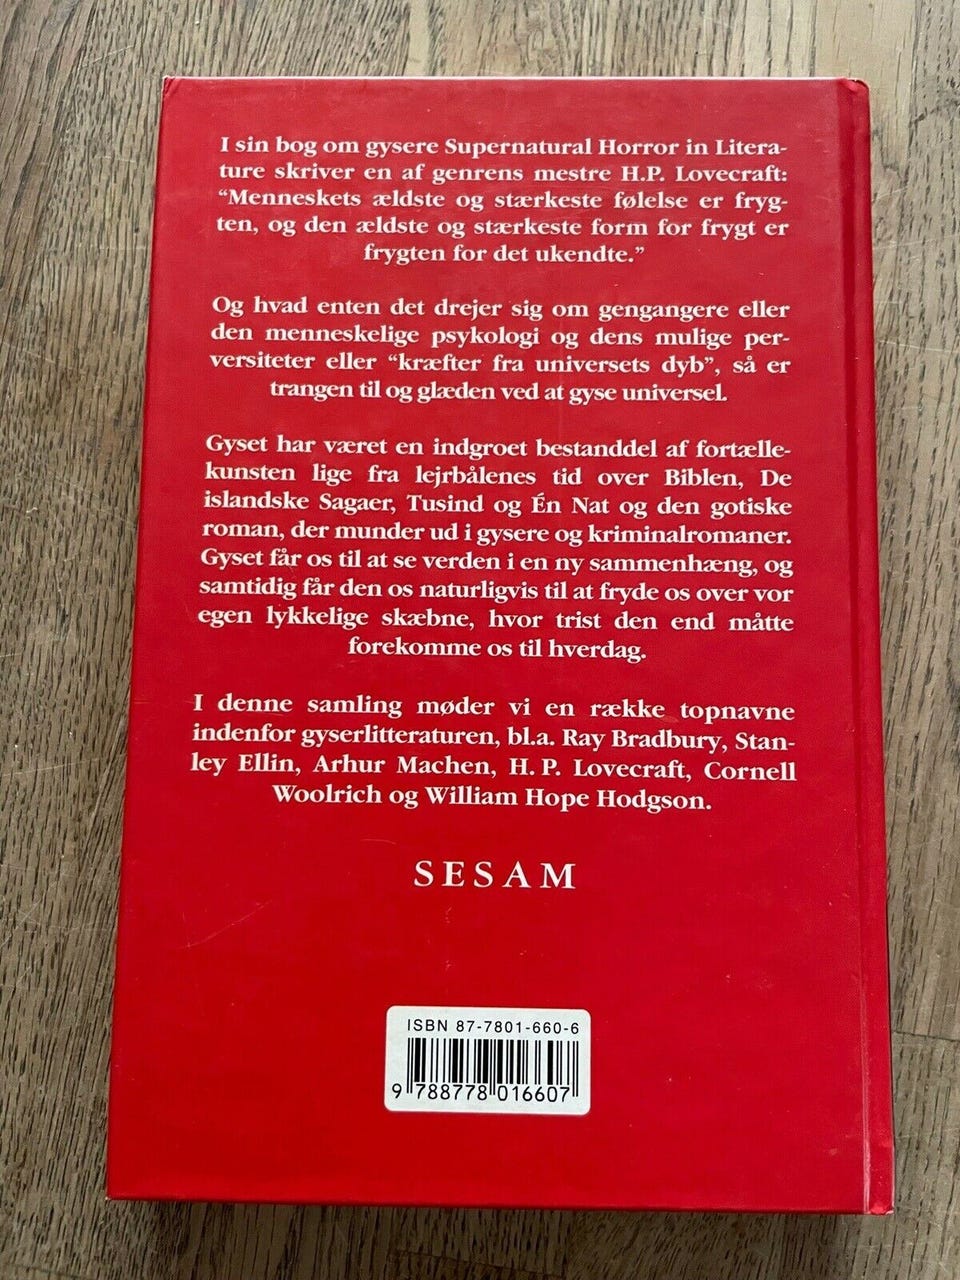 I sin bog om gysere Supernatural Horror in Litera-
ture skriver en af genrens mestre H.P. Lovecraft:
“Menneskets ældste og stærkeste følelse er fryg-
ten, og den ældste og stærkeste form for frygt er
frygten for det ukendte.”
Og hvad enten det drejer sig om gengangere eller
den menneskelige psykologi og dens mulige per-
versiteter eller “kræfter fra universets dyb”, så er
trangen til og glæden ved at gyse universel.
Gyset har været en indgroet bestanddel af fortælle-
kunsten lige fra lejrbålenes tid over Biblen, De
islandske Sagaer, Tusind og Én Nat og den gotiske
roman, der munder ud i gysere og kriminalromaner.
Gyset får os til at se verden i en ny sammenhæng, og
samtidig får den os naturligvis til at fryde os over vor
egen lykkelige skæbne, hvor trist den end måtte
forekomme os til hverdag.
I denne samling møder vi en række topnavne
indenfor gyserlitteraturen, bl.a. Ray Bradbury, Stan-
ley Ellin, Arhur Machen, H. P. Lovecraft, Cornell
Woolrich og William Hope Hodgson.
SESAM
ISBN 87-7801-660-6
9 788778 016607